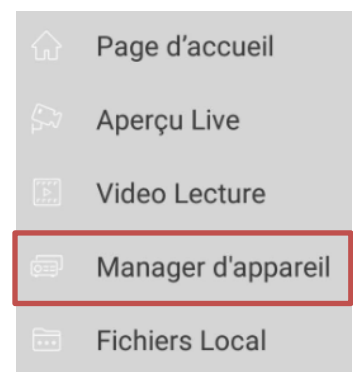 Page d’accueil
Aperçu Live
Video Lecture
Manager d'appareil
Fichiers Local